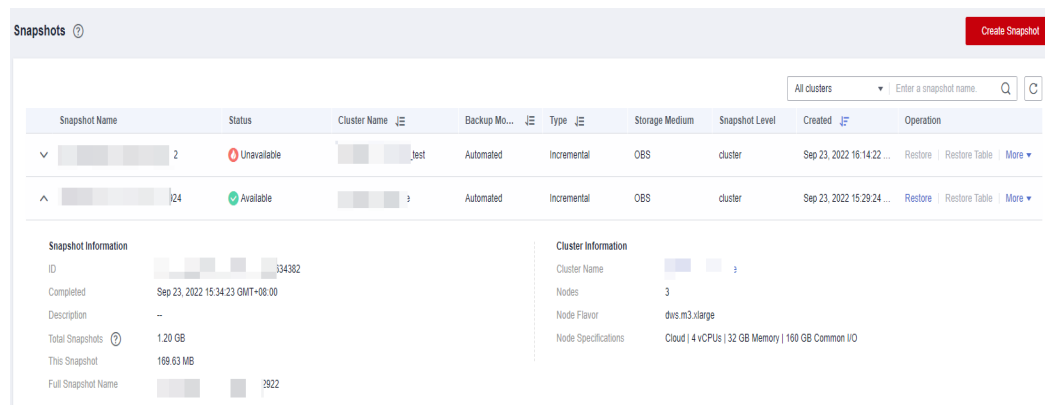 Snapshots ?
Create Snapshot
All clusters Enter a snapshot name.
Snapshot Name Status Cluster Name Backup Mo... Type Storage Medium Snapshot Level Created Operation
2 Unavailable _test Automated Incremental OBS cluster Sep 23, 2022 16:14:22 ... Restore Restore Table More
924 Available Automated Incremental OBS cluster Sep 23, 2022 15:29:24 ... Restore Restore Table More
Snapshot Information Cluster Information
ID 534382 Cluster Name
Completed Sep 23, 2022 15:34:23 GMT+08:00 Nodes 3
Description -- Node Flavor dws.m3.xlarge
Total Snapshots ? 1.20 GB Node Specifications Cloud | 4 vCPUs | 32 GB Memory | 160 GB Common I/O
This Snapshot 169.63 MB
Full Snapshot Name 2922